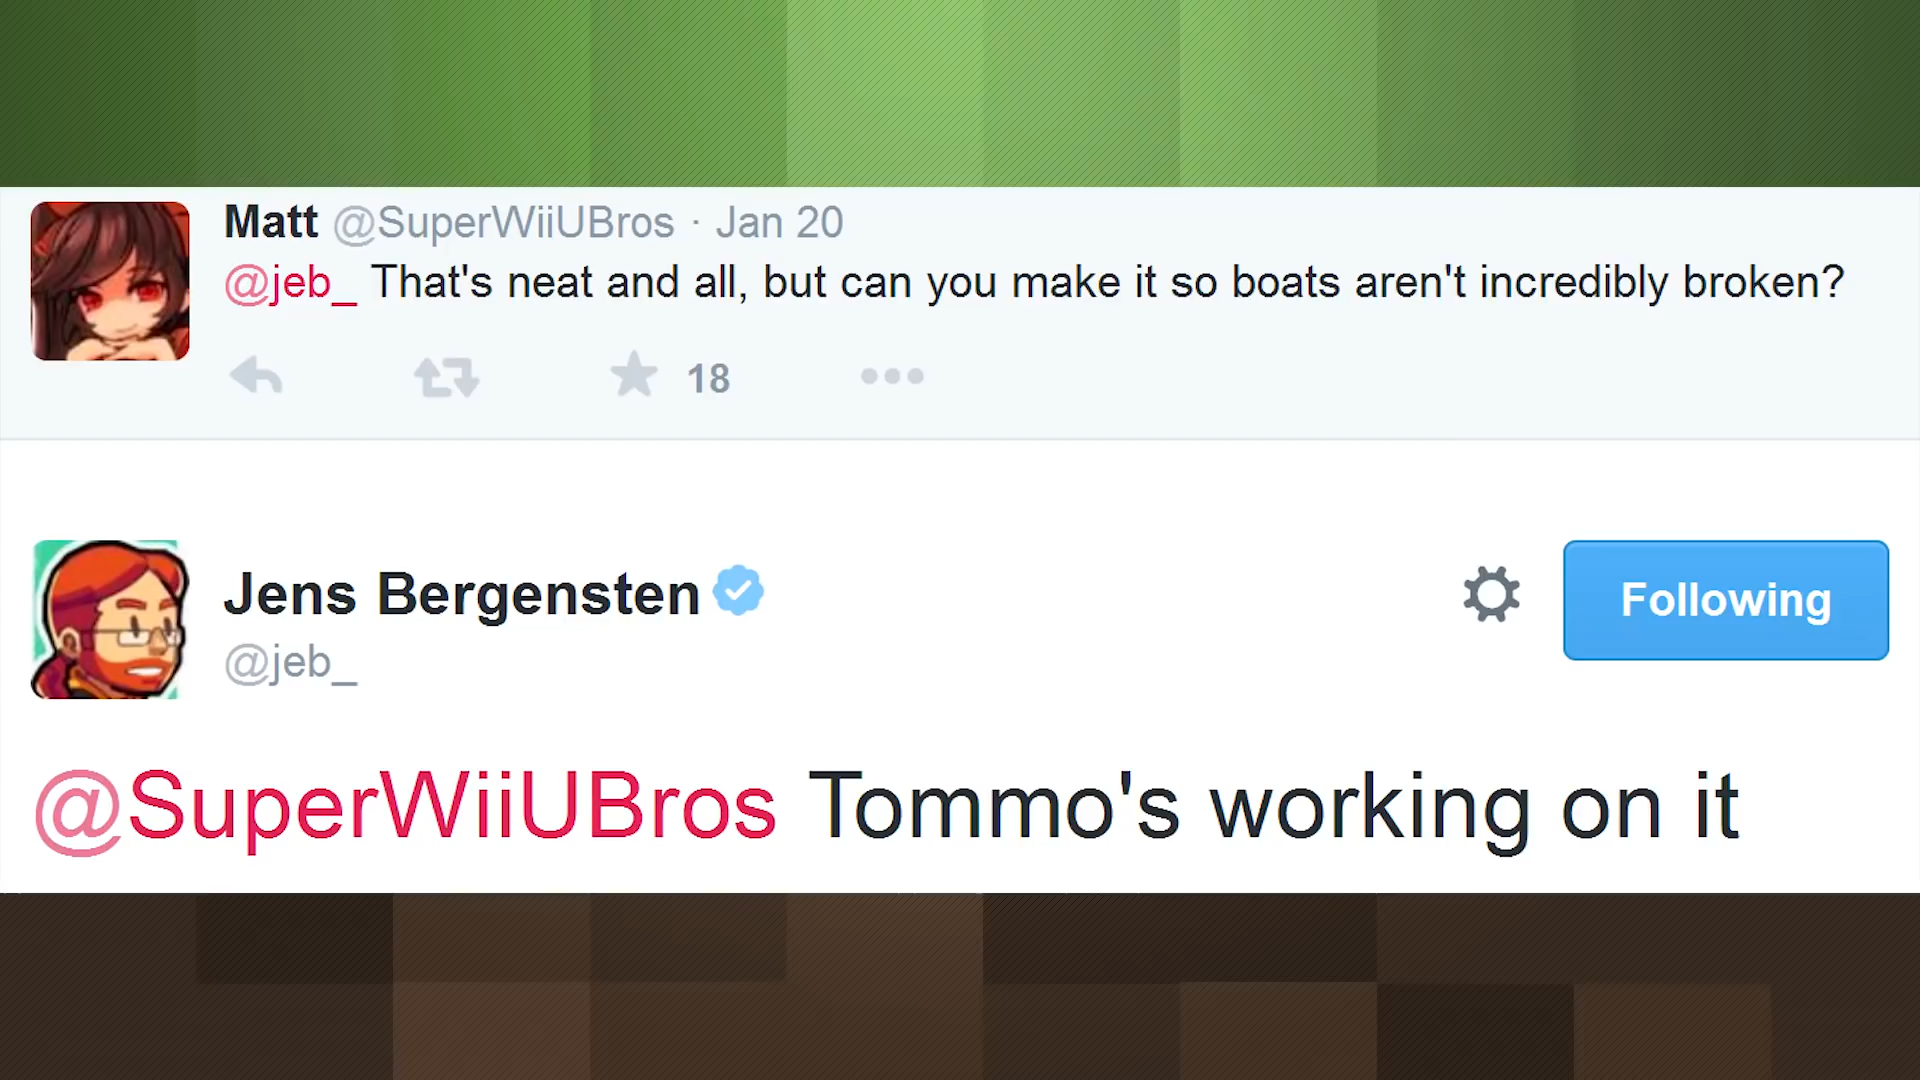 Matt @SuperWiiUBros · Jan 20
@jeb_ That's neat and all, but can you make it so boats aren't incredibly broken?
18
Jens Bergensten
Following
@jeb_
@SuperWiiUBros Tommo's working on it